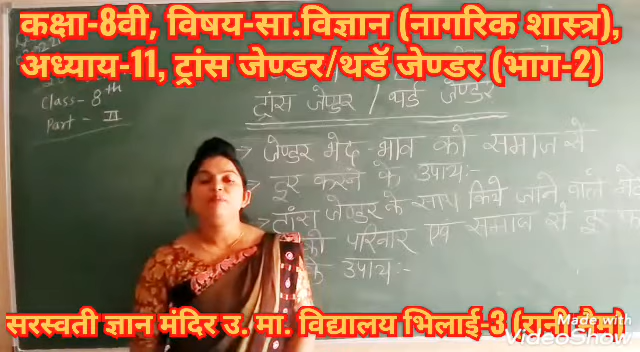 कक्षा-8वी, विषय-सा.विज्ञान (नागरिक शास्त्र),
अध्याय-11, ट्रांस जेण्डर/थर्ड जेण्डर (भाग-2)
Class- 8th
Part - II
ट्रांस जेण्डर / थर्ड जेण्डर
→ जेण्डर भेद-भाव को समाज से
दूर करने के उपाय:-
→ ट्रांस जेण्डर के साथ किये जाने वाले
को परिवार एवं समाज से दूर
के उपाय:-
सरस्वती ज्ञान मंदिर उ. मा. विद्यालय भिलाई-3
Made with
VideoShow